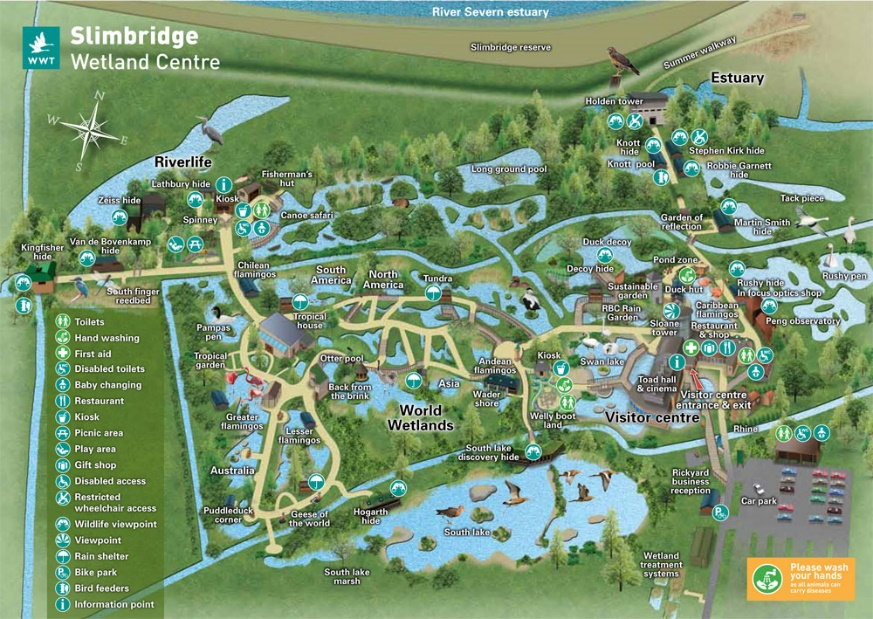 River Severn estuary
Slimbridge
Wetland Centre
WWT
Slimbridge reserve
Summer walkway
Estuary
Holden tower
N
W
E
S
Knott
hide
Stephen Kirk hide
Knott pool
Robbie Garnett
hide
Riverlife
Long ground pool
Fisherman's
hut
Lathbury hide
Kiosk
Zeiss hide
Tack piece
Spinney
Canoe safari
Garden of
reflection
Martin Smith
hide
Kingfisher
hide
Van de Bovenkamp
hide
Duck decoy
Pond zone
Decoy hide
Chilean
flamingos
South
America
North
America
Tundra
Rushy pen
Duck hut
Rushy hide
In focus optics shop
South finger
reedbed
Sustainable
garden
Caribbean
flamingos
RBC Rain
Garden
Peng observatory
Toilets
Hand washing
First aid
Disabled toilets
Baby changing
Restaurant
Kiosk
Picnic area
Play area
Gift shop
Disabled access
Restricted
wheelchair access
Wildlife viewpoint
Viewpoint
Rain shelter
Bike park
Bird feeders
Information point
Pampas
pen
Tropical
house
Sloane
tower
Restaurant
& shop
Tropical
garden
Otter pool
Andean
flamingos
Kiosk
Swan lake
Back from
the brink
Asia
Wader
shore
Toad hall
& cinema
Visitor centre
entrance & exit
World
Wetlands
Greater
flamingos
Lesser
flamingos
Welly boot
land
Visitor centre
Rhine
South lake
discovery hide
Australia
Rickyard
business
reception
Car park
Puddleduck
corner
Geese of
the world
Hogarth
hide
P
South lake
South lake
marsh
Wetland
treatment
systems
Please wash
your hands
as all animals can
carry diseases